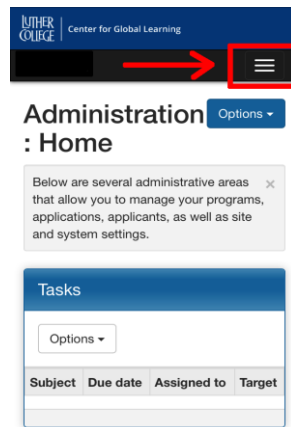 LUTHER
COLLEGE
Center for Global Learning
Administration
: Home
Options
Below are several administrative areas ×
that allow you to manage your programs,
applications, applicants, as well as site
and system settings.
Tasks
Options
Subject Due date Assigned to Target